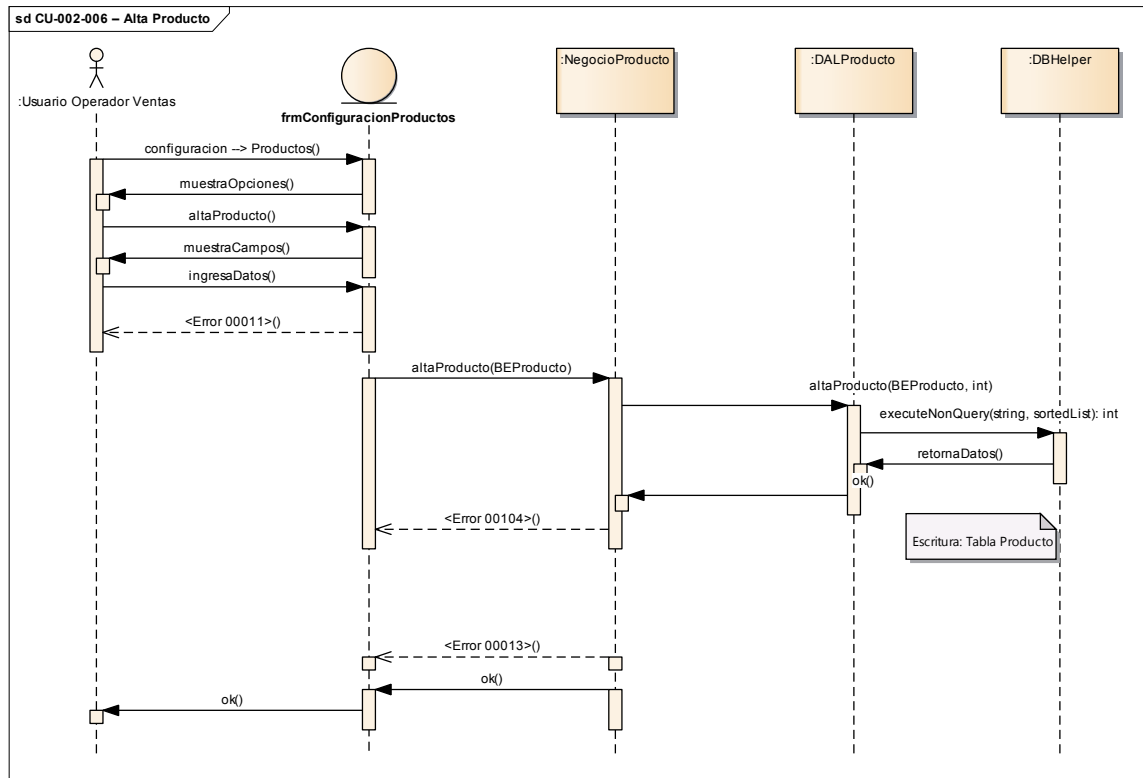 sd CU-002-006 – Alta Producto
:Usuario Operador Ventas
frmConfiguracionProductos
:NegocioProducto
:DALProducto
:DBHelper
configuracion --> Productos()
muestraOpciones()
altaProducto()
muestraCampos()
ingresaDatos()
<Error 00011>()
altaProducto(BEProducto)
altaProducto(BEProducto, int)
executeNonQuery(string, sortedList): int
retornaDatos()
ok()
<Error 00104>()
Escritura: Tabla Producto
<Error 00013>()
ok()
ok()